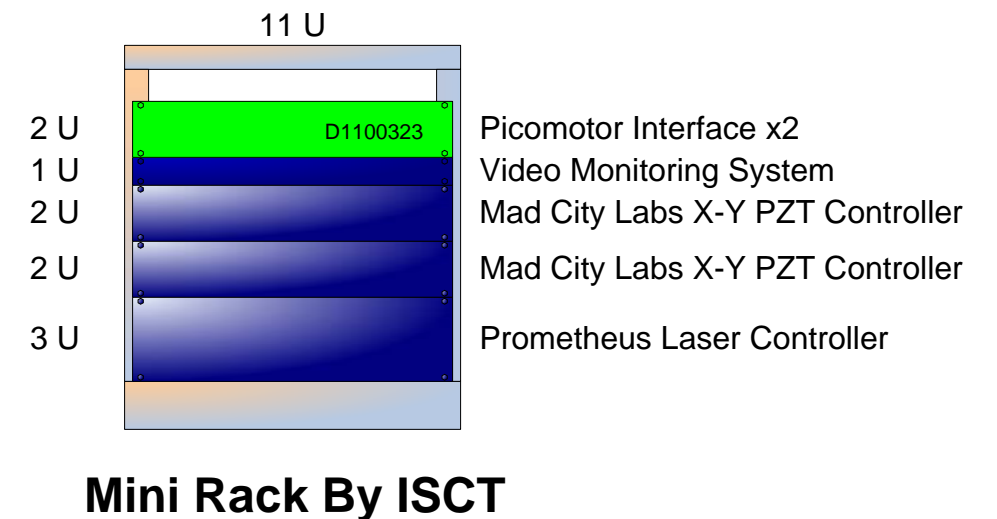 11 U
2 U D1100323 Picomotor Interface x2
1 U Video Monitoring System
2 U Mad City Labs X-Y PZT Controller
2 U Mad City Labs X-Y PZT Controller
3 U Prometheus Laser Controller
Mini Rack By ISCT